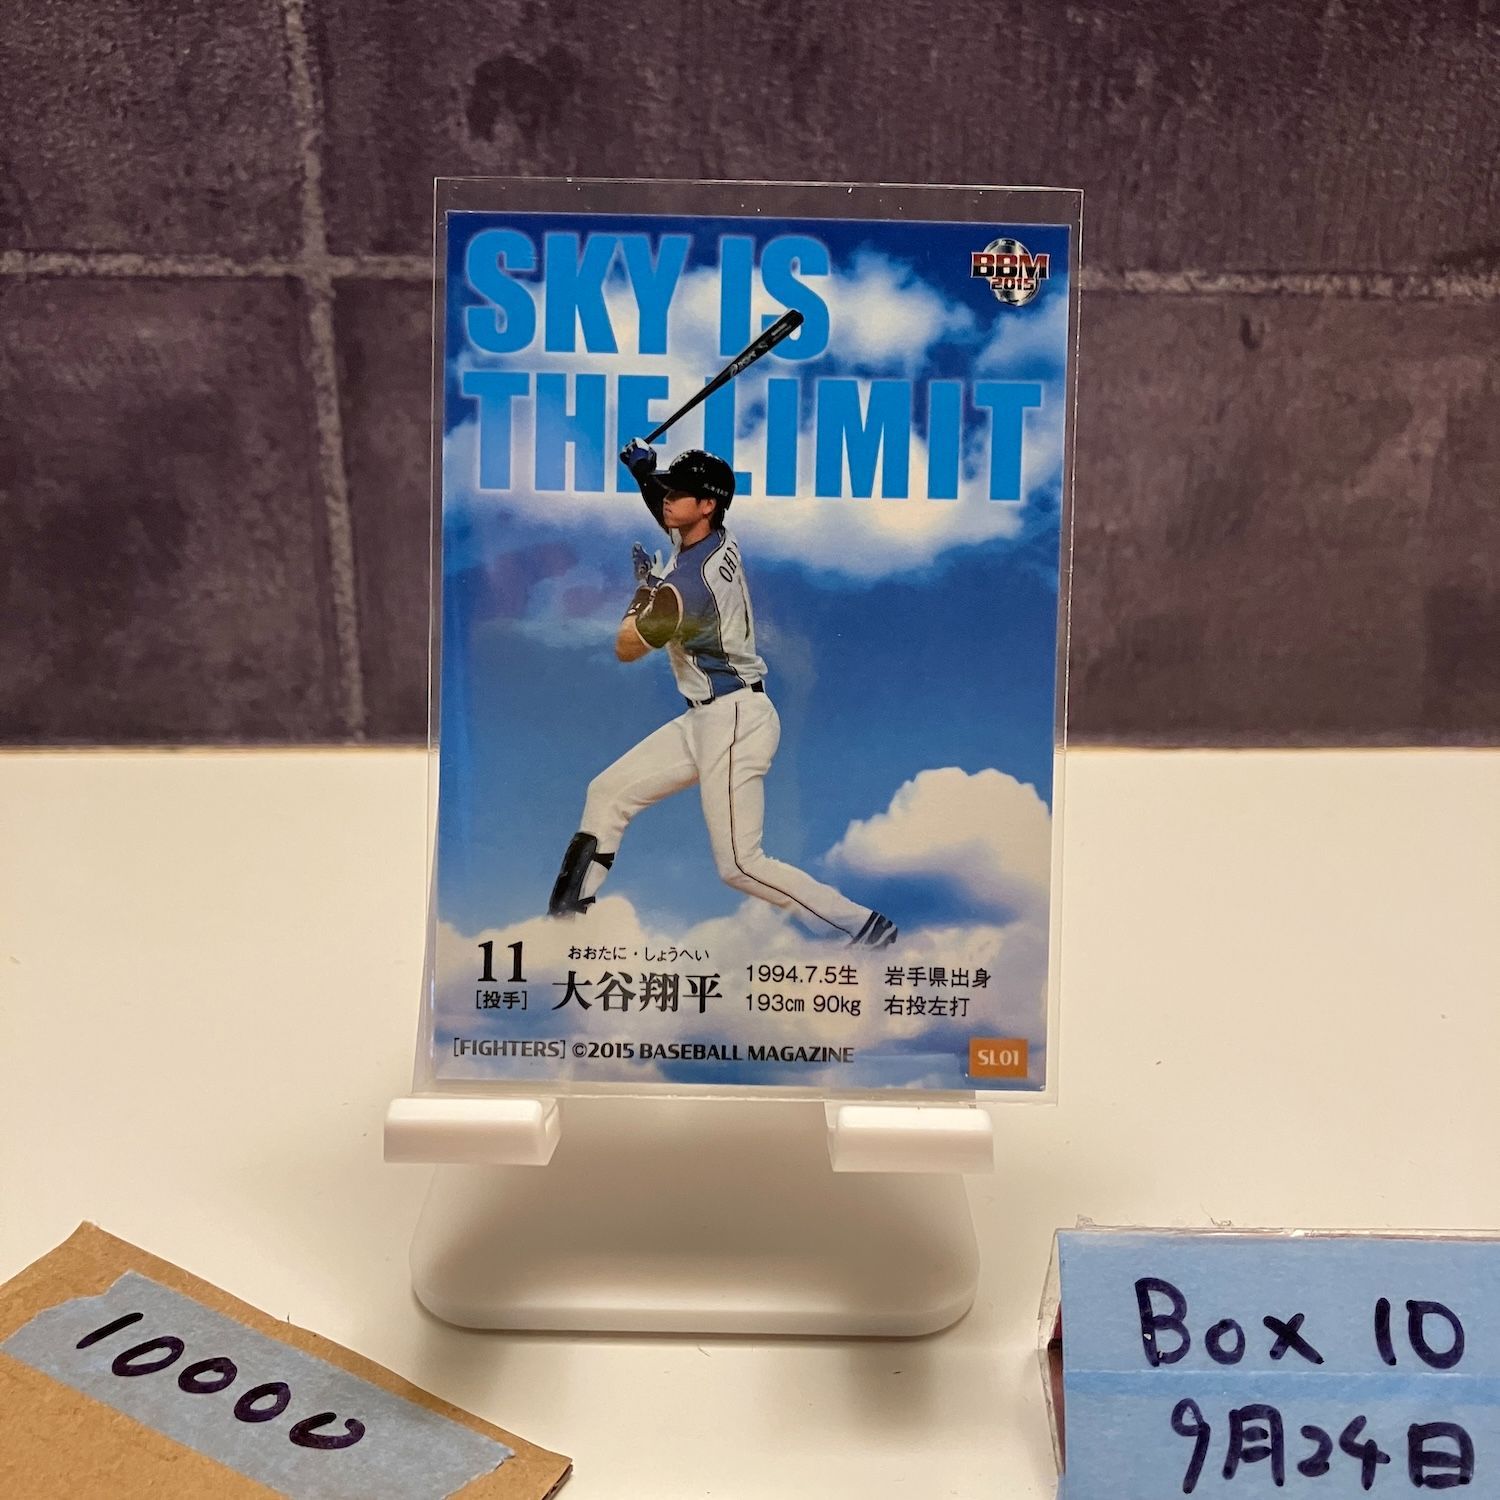 SKY IS
THE LIMIT
BBM
2015
OHTA
11
[投手]
おおたに・しょうへい
大谷翔平
1994.7.5生
193cm 90kg
岩手県出身
右投左打
[FIGHTERS] ©2015 BASEBALL MAGAZINE
SL01
10000
Box 10
9月24日